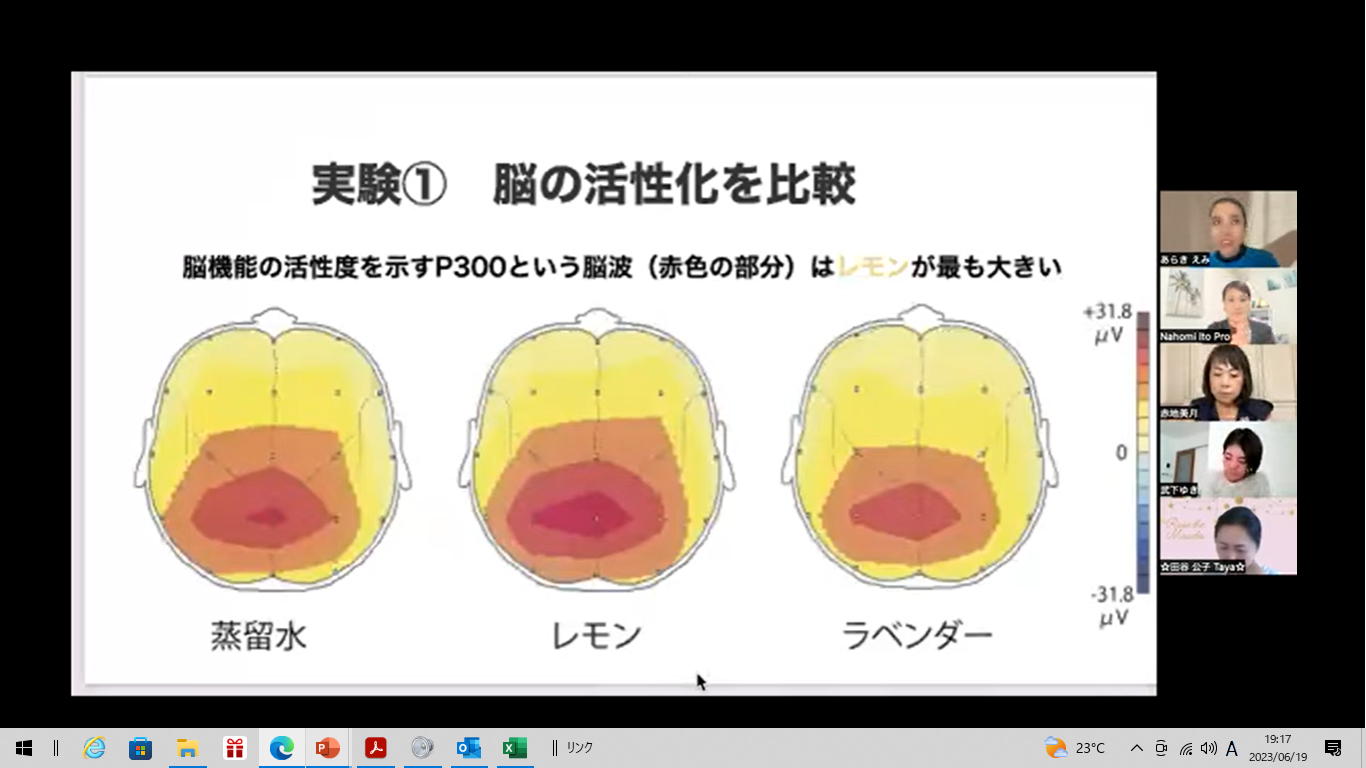 実験① 脳の活性化を比較
脳機能の活性度を示すP300という脳波（赤色の部分）はレモンが最も大きい
+31.8
μV
0
-31.8
μV
蒸留水
レモン
ラベンダー
あらき えみ
Nahomi Ito Pro
赤地美月
武下ゆき
☆田谷 公子 Taya☆
リンク
23°C
A
19:17
2023/06/19